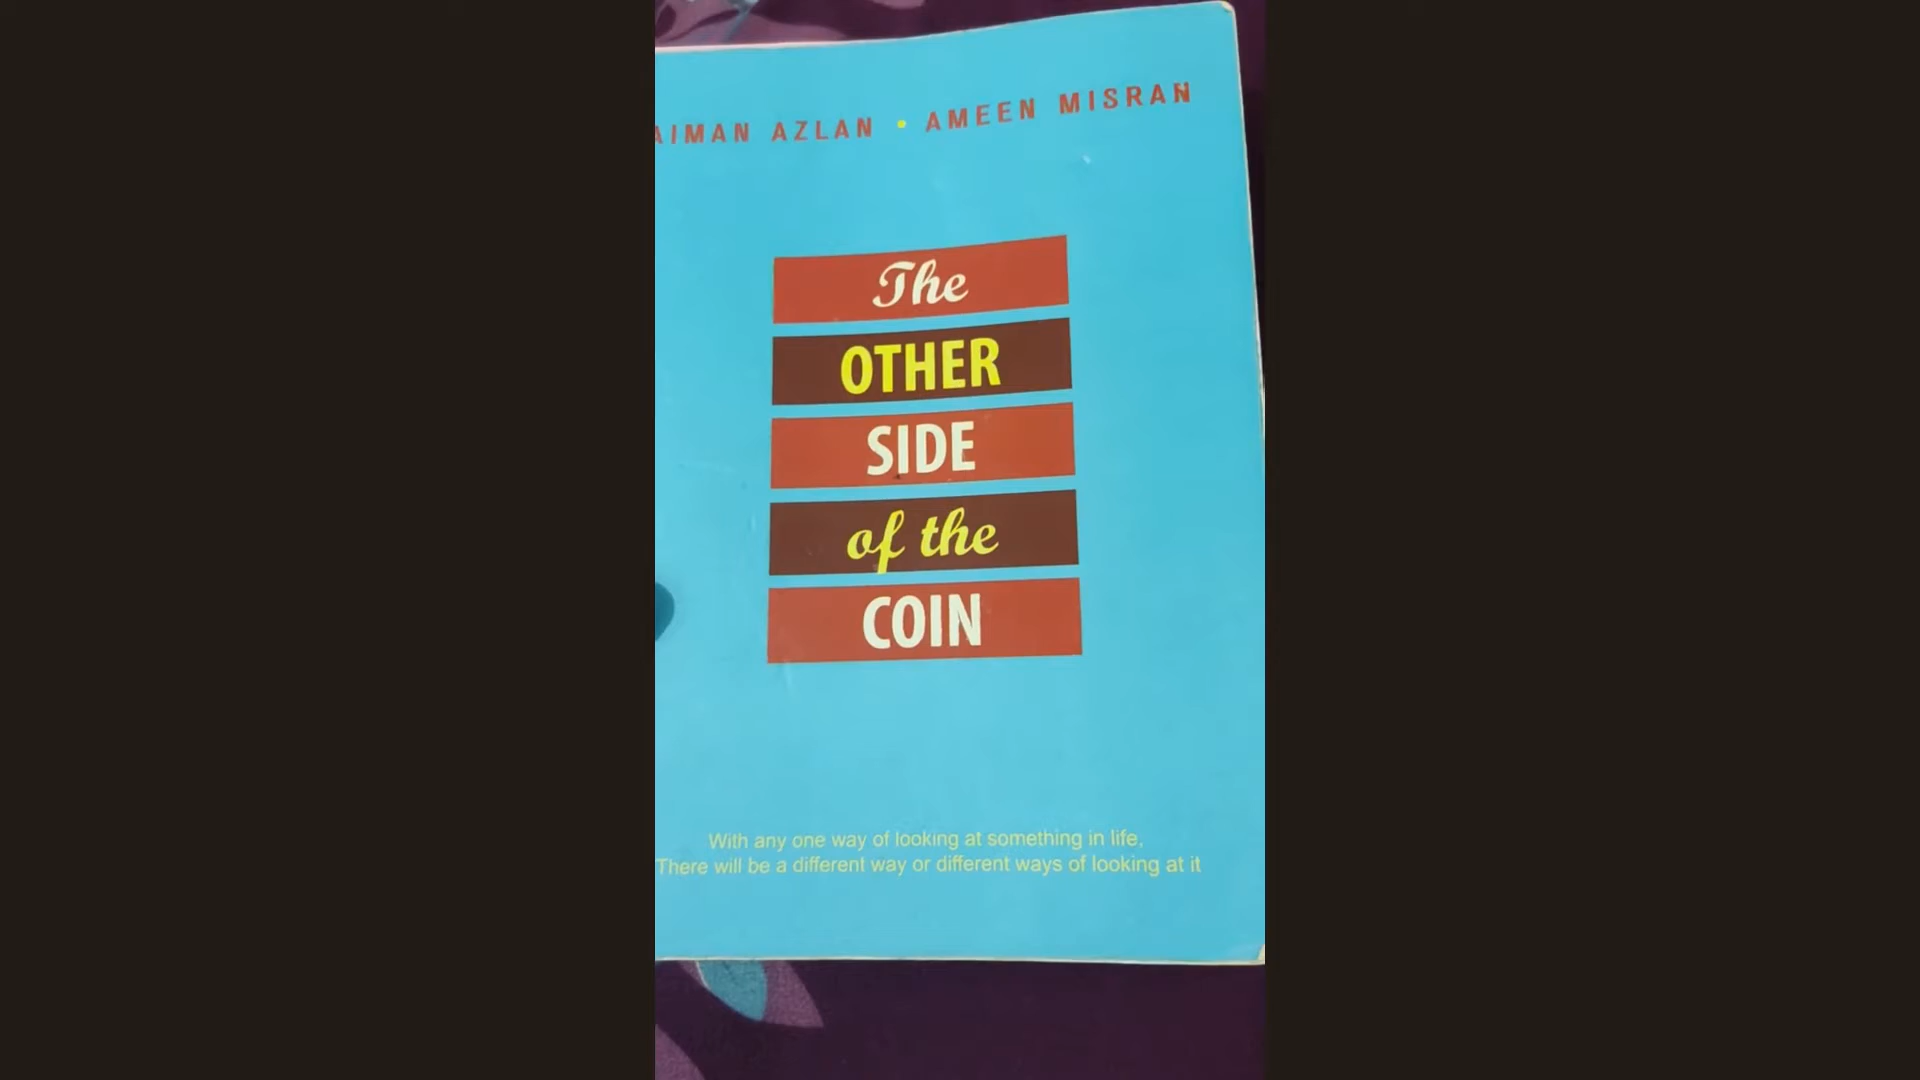 AIMAN AZLAN • AMEEN MISRAN
The
OTHER
SIDE
of the
COIN
With any one way of looking at something in life,
There will be a different way or different ways of looking at it